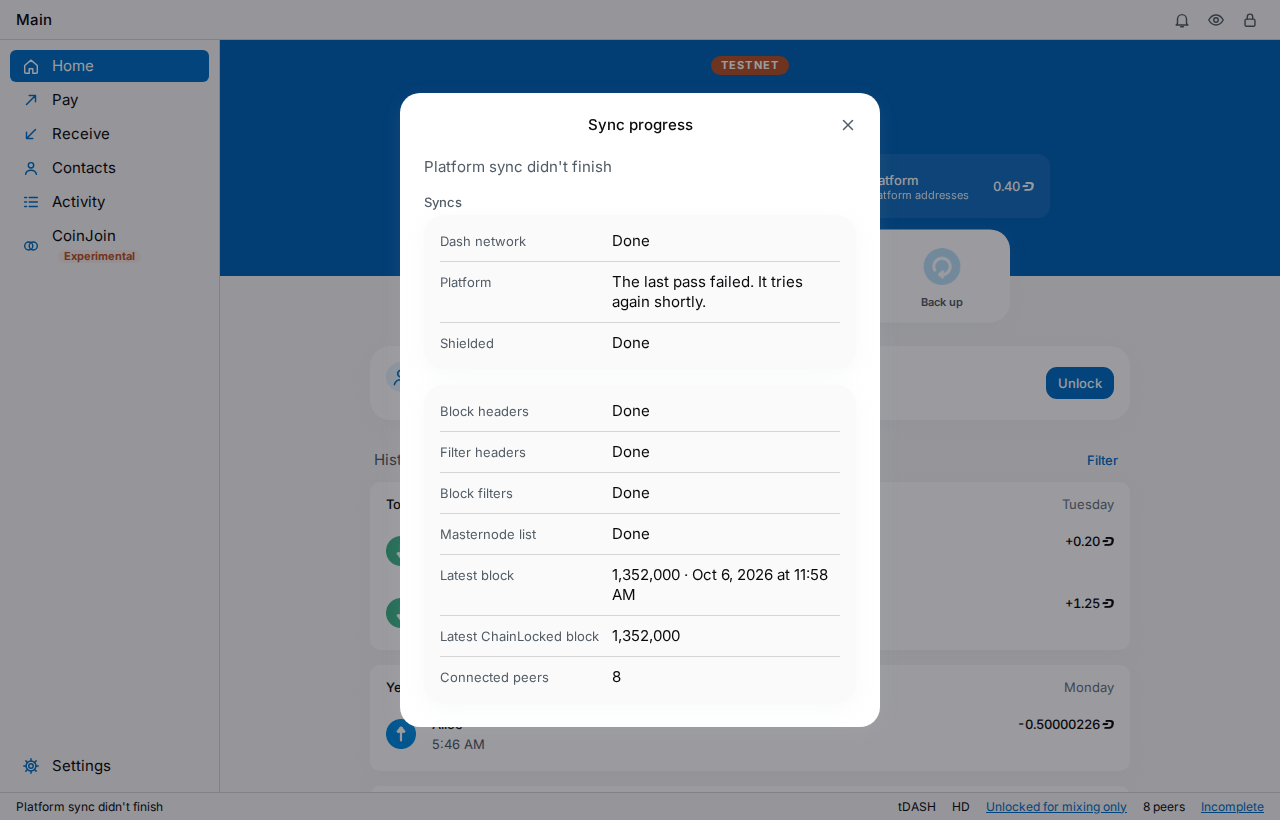 Main
Home
Pay
Receive
Contacts
Activity
CoinJoin
Experimental
Settings
TESTNET
atform
atform addresses
0.40
Back up
Unlock
Hist
Filter
To
Tuesday
+0.20
+1.25
Ye
Monday
-0.50000226
5:46 AM
Sync progress
Platform sync didn't finish
Syncs
Dash network Done
Platform The last pass failed. It tries
again shortly.
Shielded Done
Block headers Done
Filter headers Done
Block filters Done
Masternode list Done
Latest block 1,352,000 · Oct 6, 2026 at 11:58
AM
Latest ChainLocked block 1,352,000
Connected peers 8
Platform sync didn't finish
tDASH HD Unlocked for mixing only 8 peers Incomplete